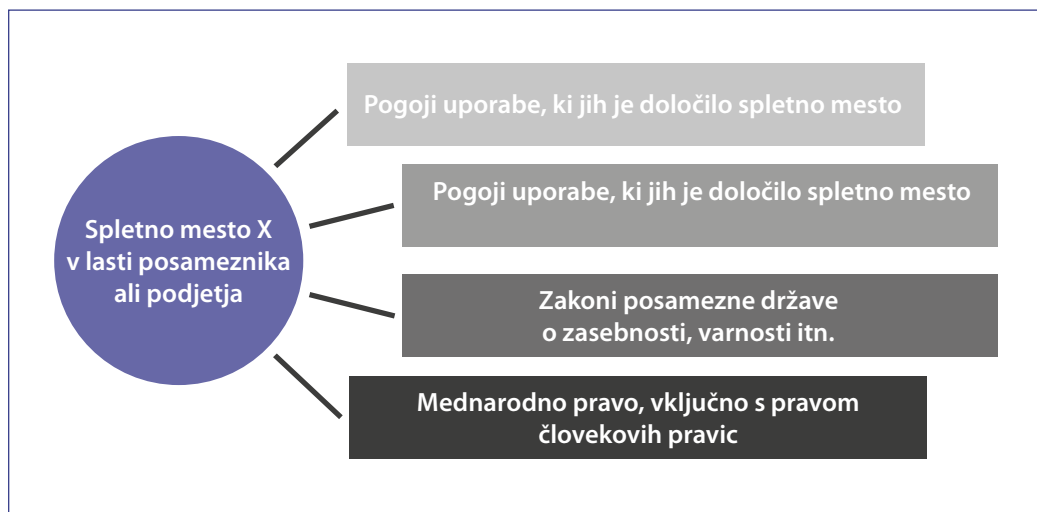 Pogoji uporabe, ki jih je določilo spletno mesto
Pogoji uporabe, ki jih je določilo spletno mesto
Spletno mesto X
v lasti posameznika
ali podjetja
Zakoni posamezne države
o zasebnosti, varnosti itn.
Mednarodno pravo, vključno s pravom
človekovih pravic